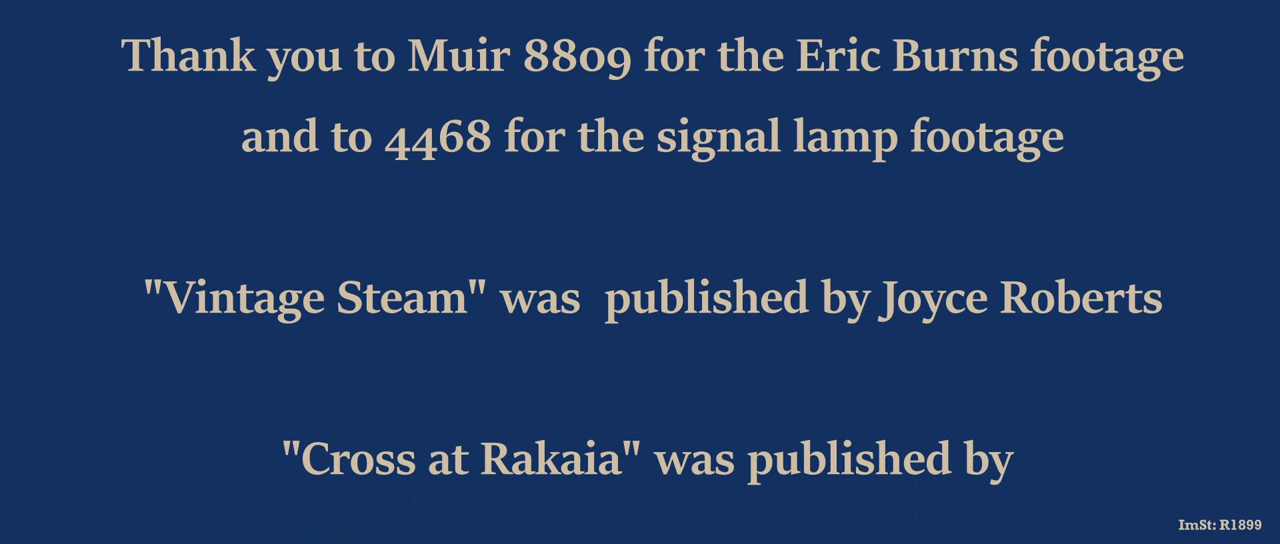 Thank you to Muir 8809 for the Eric Burns footage
and to 4468 for the signal lamp footage
"Vintage Steam" was  published by Joyce Roberts
"Cross at Rakaia" was published by
ImSt: R1899